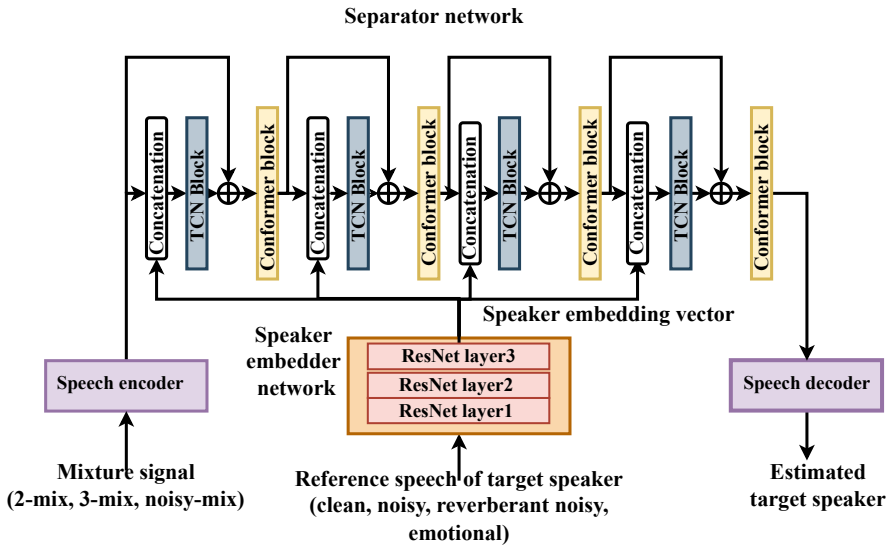 Separator network
Concatenation
TCN Block
Conformer block
Concatenation
TCN Block
Conformer block
Concatenation
TCN Block
Conformer block
Concatenation
TCN Block
Conformer block
Speaker embedding vector
Speaker
embedder
network
ResNet layer3
ResNet layer2
ResNet layer1
Speech encoder
Speech decoder
Mixture signal
(2-mix, 3-mix, noisy-mix)
Reference speech of target speaker
(clean, noisy, reverberant noisy,
emotional)
Estimated
target speaker